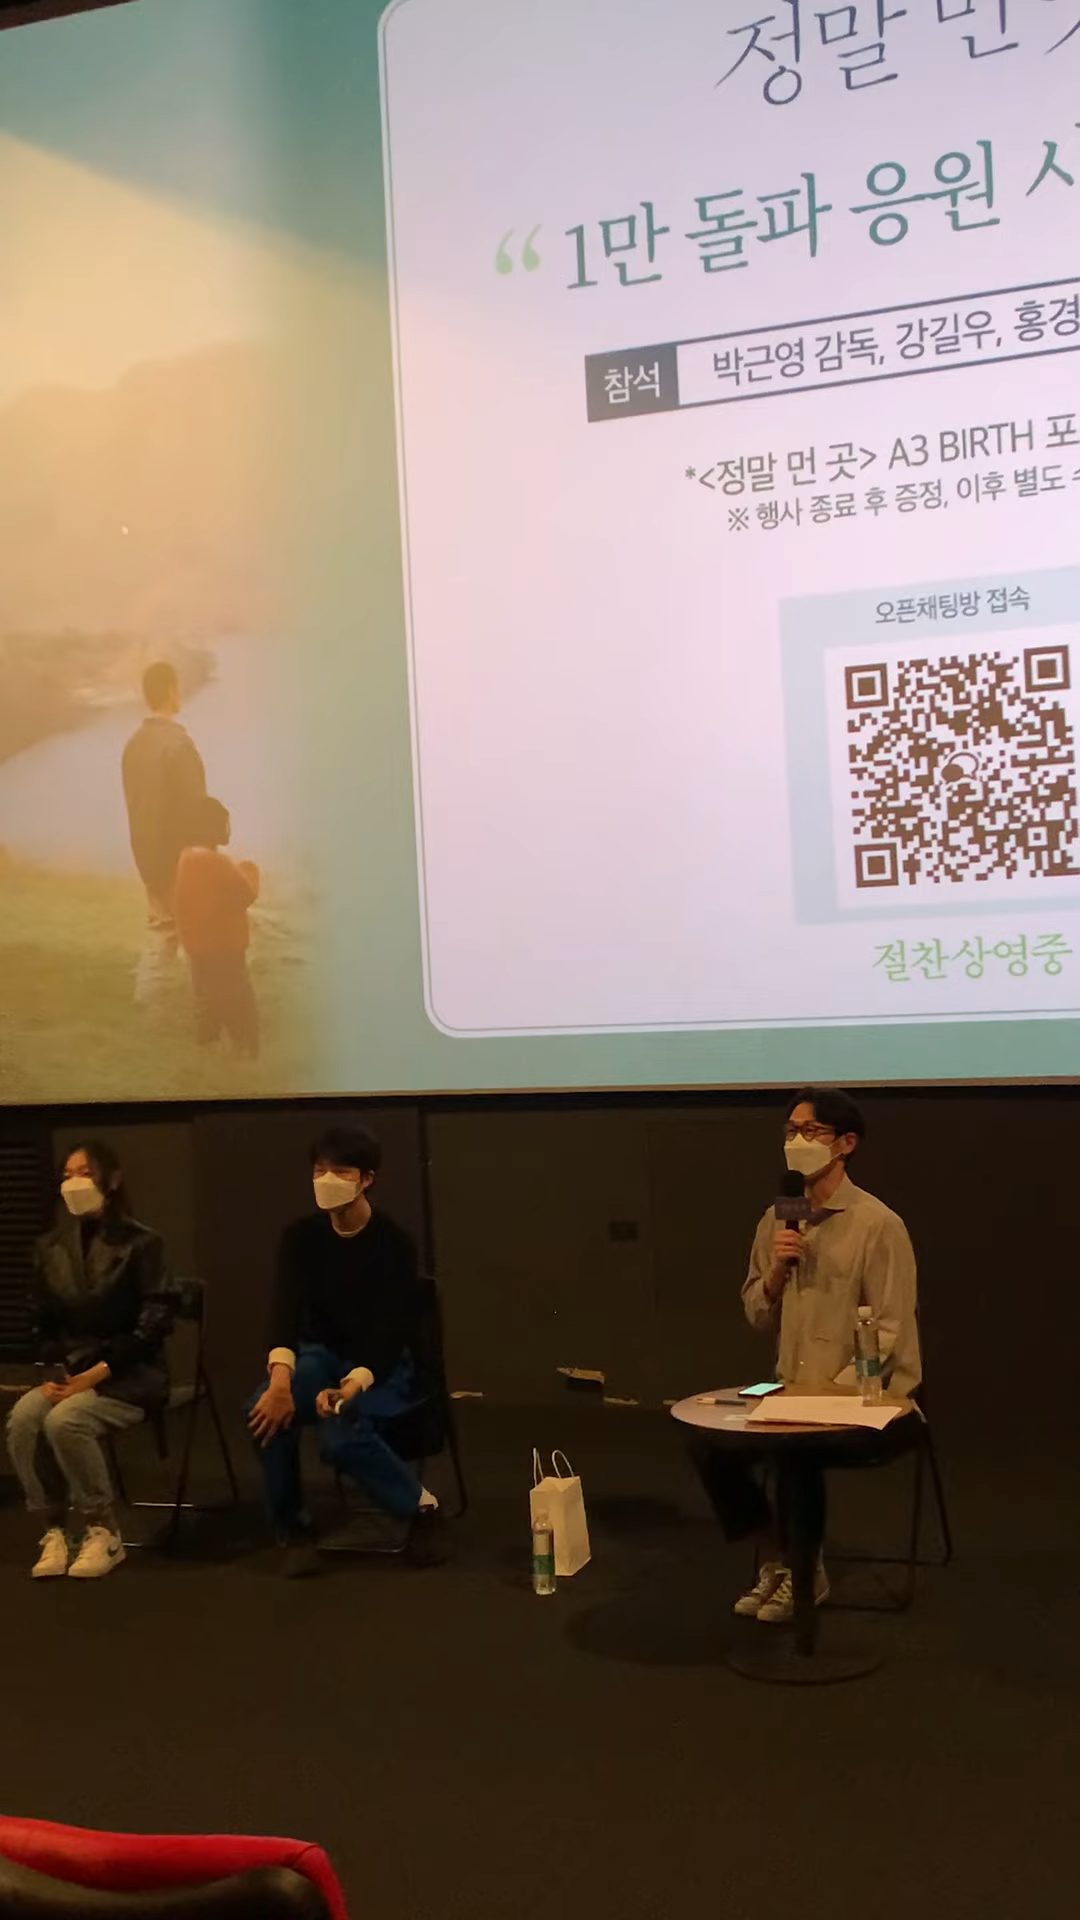 정말 먼
“ 1만 돌파 응원
참석 박근영 감독, 강길우, 홍경
*<정말 먼 곳> A3 BIRTH 포
※ 행사 종료 후 증정, 이후 별도
오픈채팅방 접속
절찬상영중